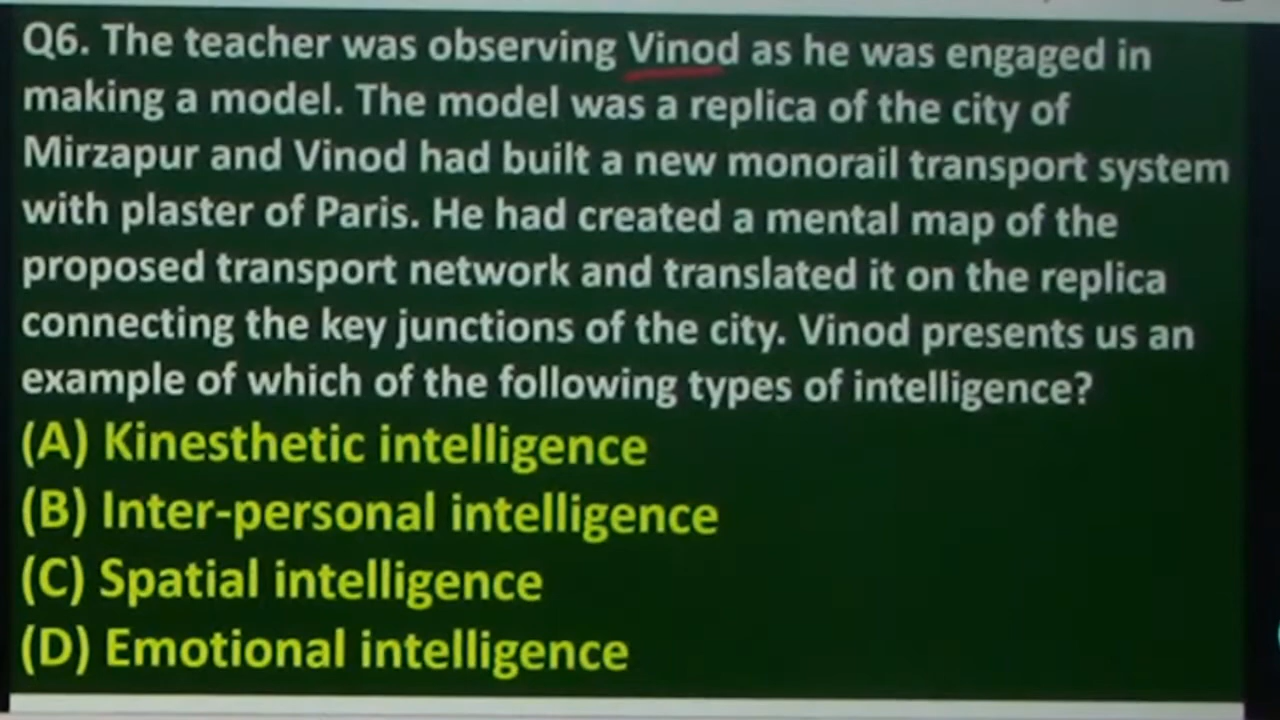 Q6. The teacher was observing Vinod as he was engaged in
making a model. The model was a replica of the city of
Mirzapur and Vinod had built a new monorail transport system
with plaster of Paris. He had created a mental map of the
proposed transport network and translated it on the replica
connecting the key junctions of the city. Vinod presents us an
example of which of the following types of intelligence?
(A) Kinesthetic intelligence
(B) Inter-personal intelligence
(C) Spatial intelligence
(D) Emotional intelligence